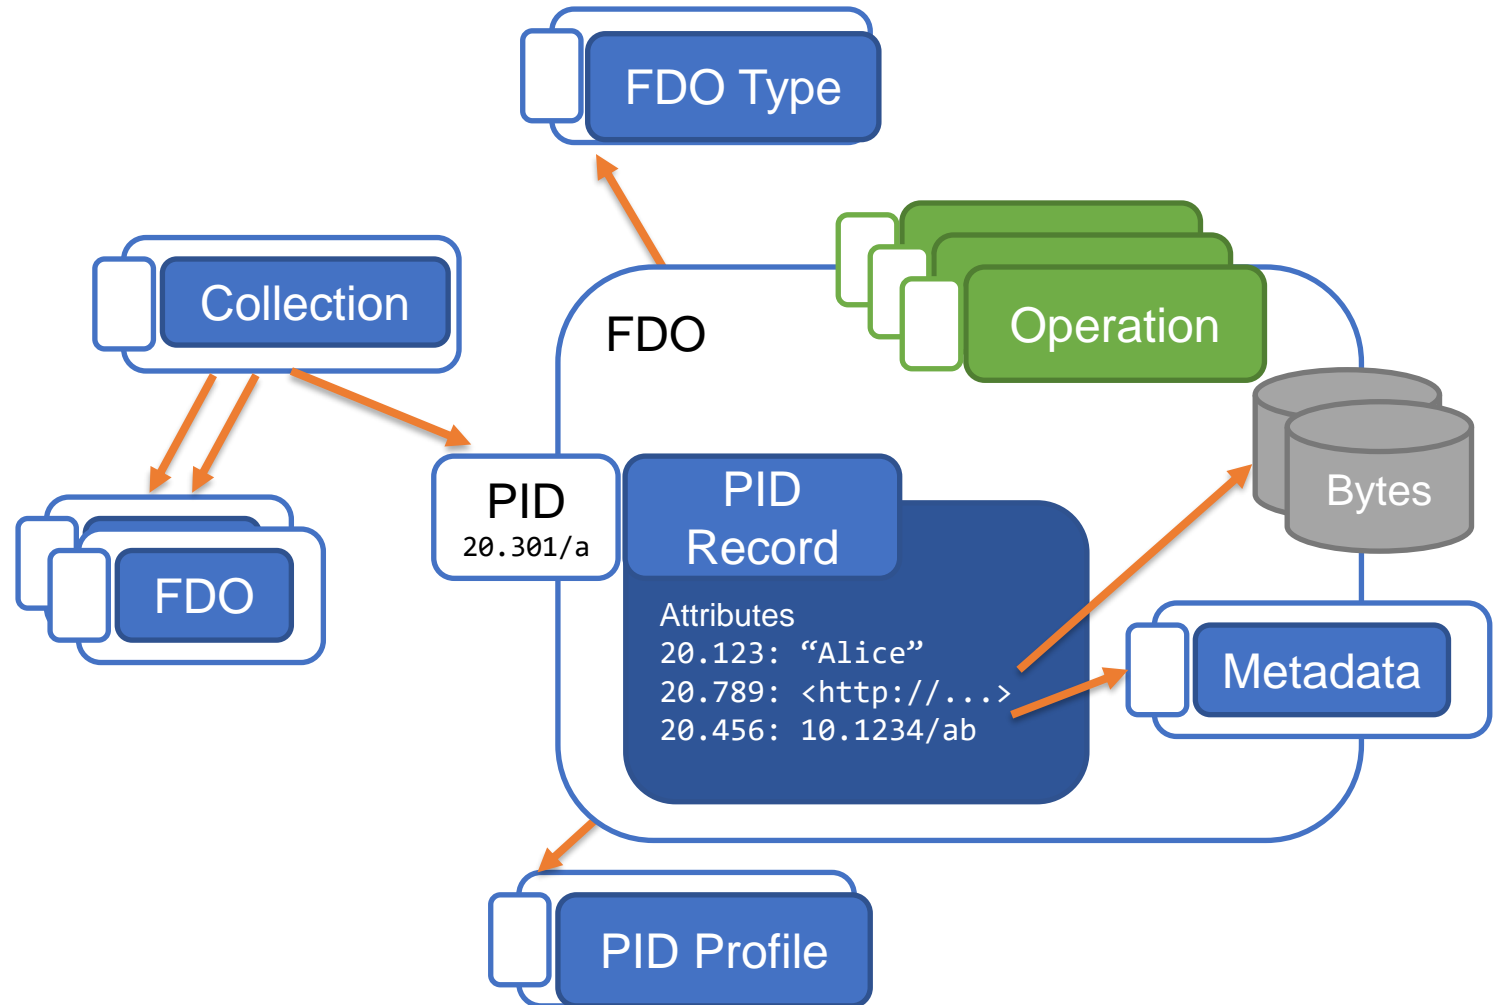 FDO Type
Collection
FDO
Operation
PID
20.301/a
PID
Record
Bytes
FDO
Attributes
20.123: “Alice”
20.789: <http://...>
20.456: 10.1234/ab
Metadata
PID Profile